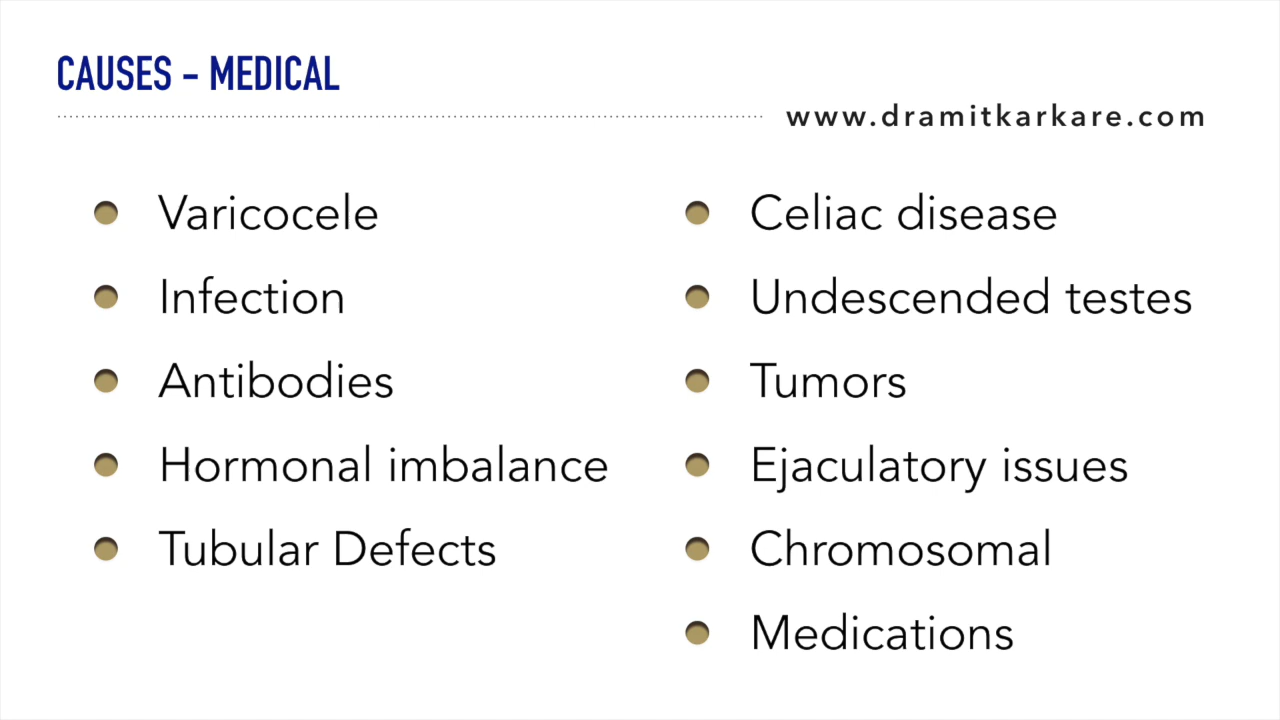 CAUSES - MEDICAL
www.dramitkarkare.com
Varicocele
Infection
Antibodies
Hormonal imbalance
Tubular Defects
Celiac disease
Undescended testes
Tumors
Ejaculatory issues
Chromosomal
Medications